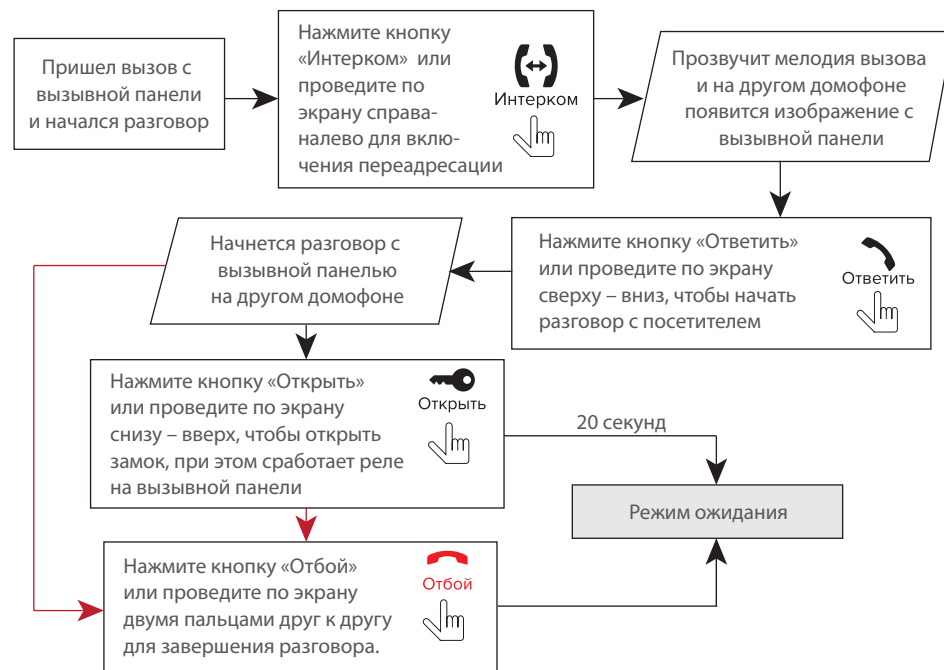 Пришел вызов с
вызывной панели
и начался разговор
Нажмите кнопку
«Интерком» или
проведите по
экрану справа-
налево для вклю-
чения переадресации
Интерком
Прозвучит мелодия вызова
и на другом домофоне
появится изображение с
вызывной панели
Нажмите кнопку «Ответить»
или проведите по экрану
сверху – вниз, чтобы начать
разговор с посетителем
Ответить
Начнется разговор с
вызывной панелью
на другом домофоне
Нажмите кнопку «Открыть»
или проведите по экрану
снизу – вверх, чтобы открыть
замок, при этом сработает реле
на вызывной панели
Открыть
20 секунд
Режим ожидания
Нажмите кнопку «Отбой»
или проведите по экрану
двумя пальцами друг к другу
для завершения разговора.
Отбой